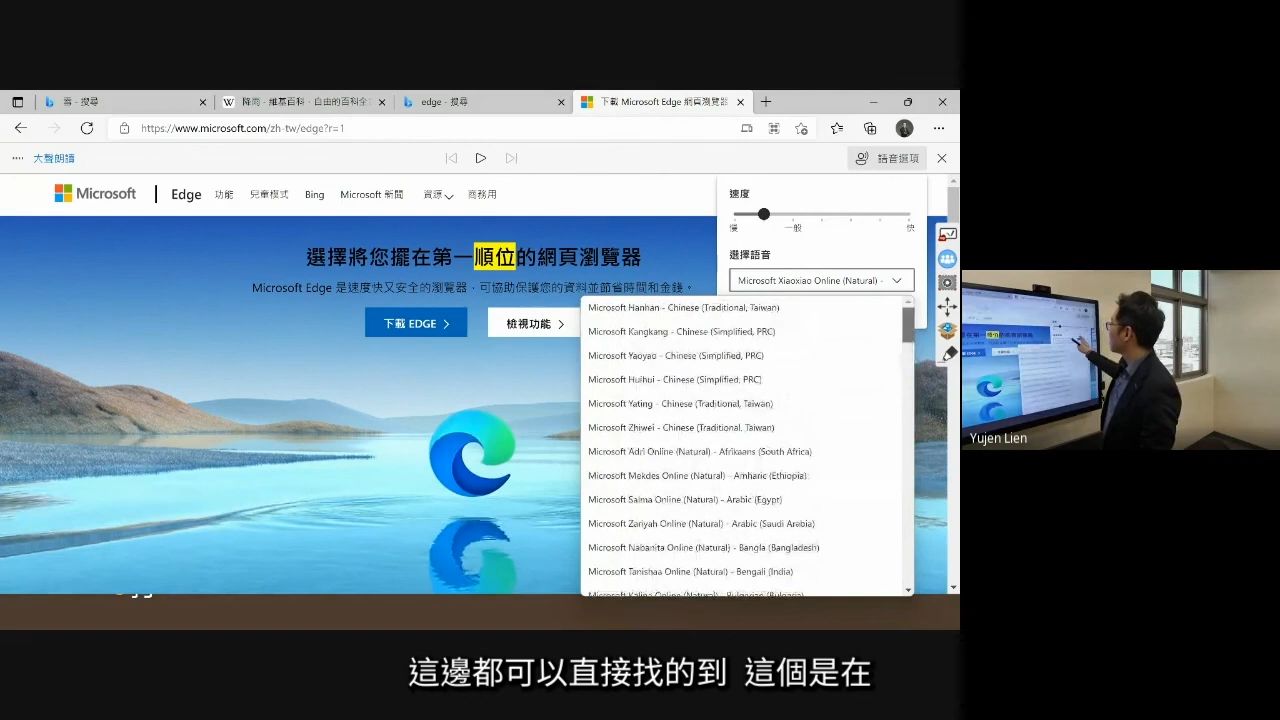 雪 - 搜尋
降雨 - 維基百科，自由的百科全
edge - 搜尋
下載 Microsoft Edge 網頁瀏覽器
https://www.microsoft.com/zh-tw/edge?r=1
大聲朗讀
語音選項
Microsoft
Edge
功能
兒童模式
Bing
Microsoft 新聞
資源
商務用
速度
慢
一般
快
選擇將您擺在第一順位的網頁瀏覽器
選擇語音
Microsoft Edge 是速度快又安全的瀏覽器，可協助保護您的資料並節省時間和金錢。
Microsoft Xiaoxiao Online (Natural) -
下載 EDGE
檢視功能
Microsoft Hanhan - Chinese (Traditional, Taiwan)
Microsoft Kangkang - Chinese (Simplified, PRC)
Microsoft Yaoyao - Chinese (Simplified, PRC)
Microsoft Huihui - Chinese (Simplified, PRC)
Microsoft Yating - Chinese (Traditional, Taiwan)
Microsoft Zhiwei - Chinese (Traditional, Taiwan)
Microsoft Adri Online (Natural) - Afrikaans (South Africa)
Microsoft Mekdes Online (Natural) - Amharic (Ethiopia)
Microsoft Salma Online (Natural) - Arabic (Egypt)
Microsoft Zariyah Online (Natural) - Arabic (Saudi Arabia)
Microsoft Nabanita Online (Natural) - Bangla (Bangladesh)
Microsoft Tanishaa Online (Natural) - Bengali (India)
Microsoft Kalina Online (Natural) - Bulgarian (Bulgaria)
Yujen Lien
這邊都可以直接找的到 這個是在